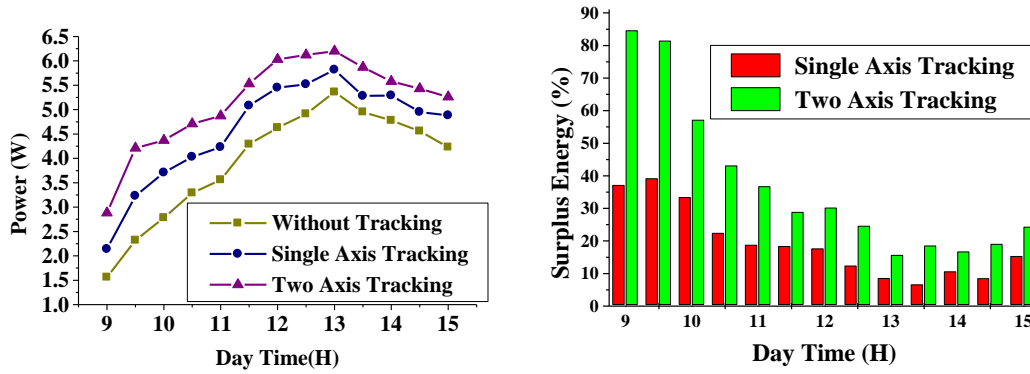 6.5
6.0
5.5
5.0
4.5
4.0
3.5
3.0
2.5
2.0
1.5
1.0
Power (W)
Without Tracking
Single Axis Tracking
Two Axis Tracking
9 10 11 12 13 14 15
Day Time(H)
90
80
70
60
50
40
30
20
10
0
Surplus Energy (%)
Single Axis Tracking
Two Axis Tracking
9 10 11 12 13 14 15
Day Time (H)